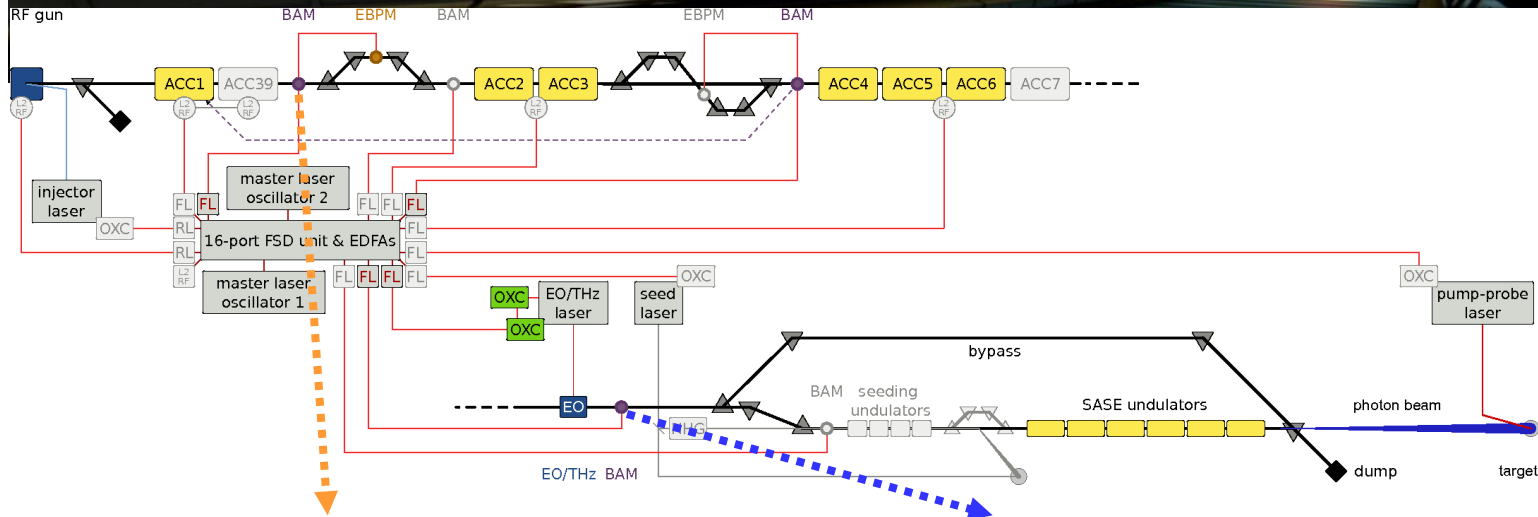 RF gun
BAM
EBPM
BAM
EBPM
BAM
ACC1
ACC39
ACC2
ACC3
ACC4
ACC5
ACC6
ACC7
L2
RF
L2
RF
L2
RF
L2
RF
L2
RF
injector
laser
OXC
master laser
oscillator 2
FL
FL
FL
FL
FL
RL
16-port FSD unit & EDFAs
FL
RL
FL
L2
RF
master laser
oscillator 1
FL
FL
FL
FL
OXC
OXC
EO/THz
laser
seed
laser
OXC
OXC
pump-probe
laser
bypass
EO
BAM
seeding
undulators
SASE undulators
photon beam
HHG
EO/THz BAM
dump
target